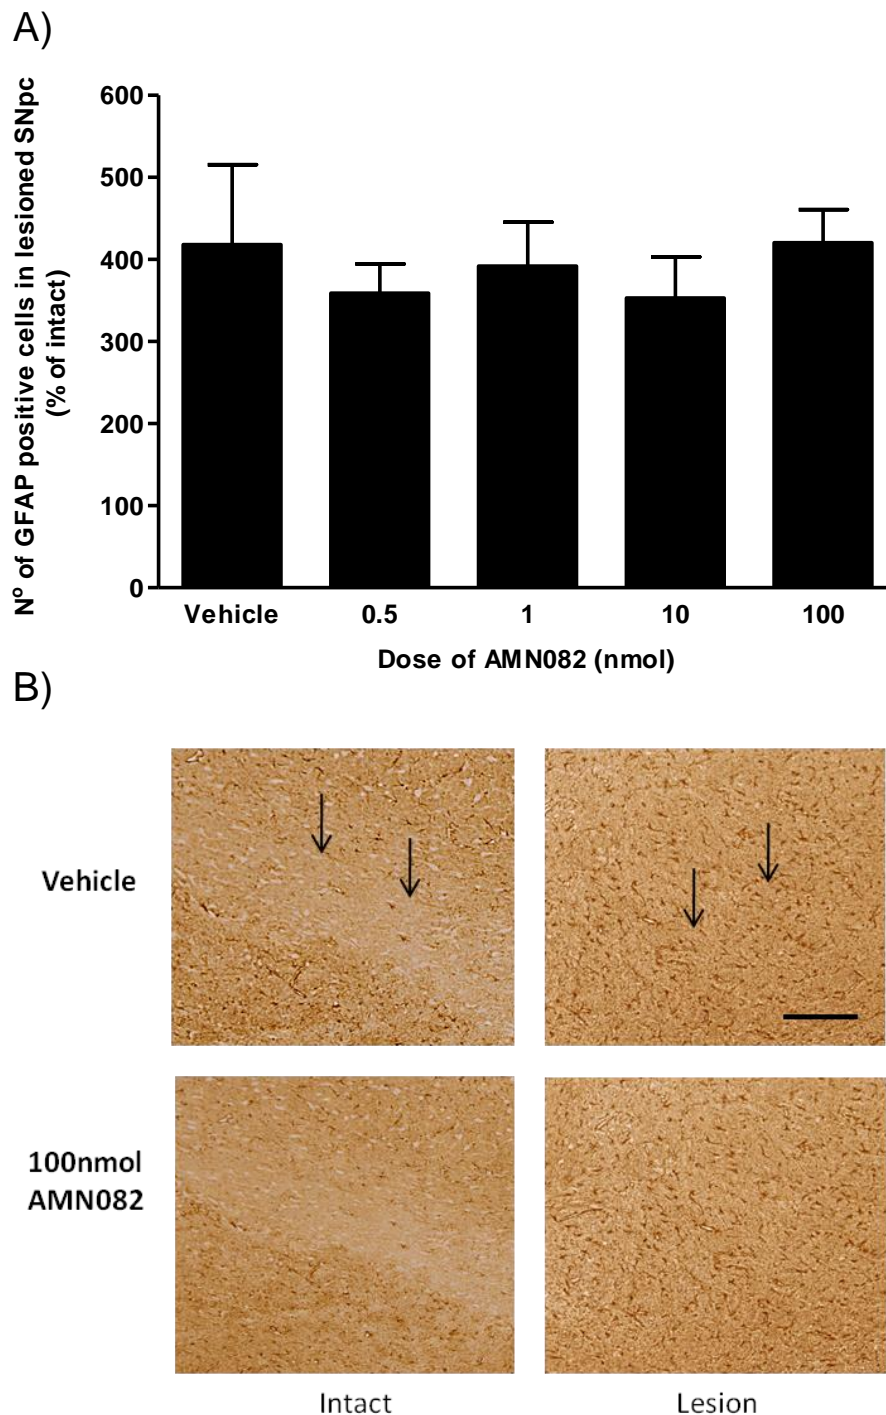 A)
Nº of GFAP positive cells in lesioned SNpc
(% of intact)
600
500
400
300
200
100
0
Vehicle 0.5 1 10 100
Dose of AMN082 (nmol)
B)
Vehicle
100nmol
AMN082
Intact Lesion